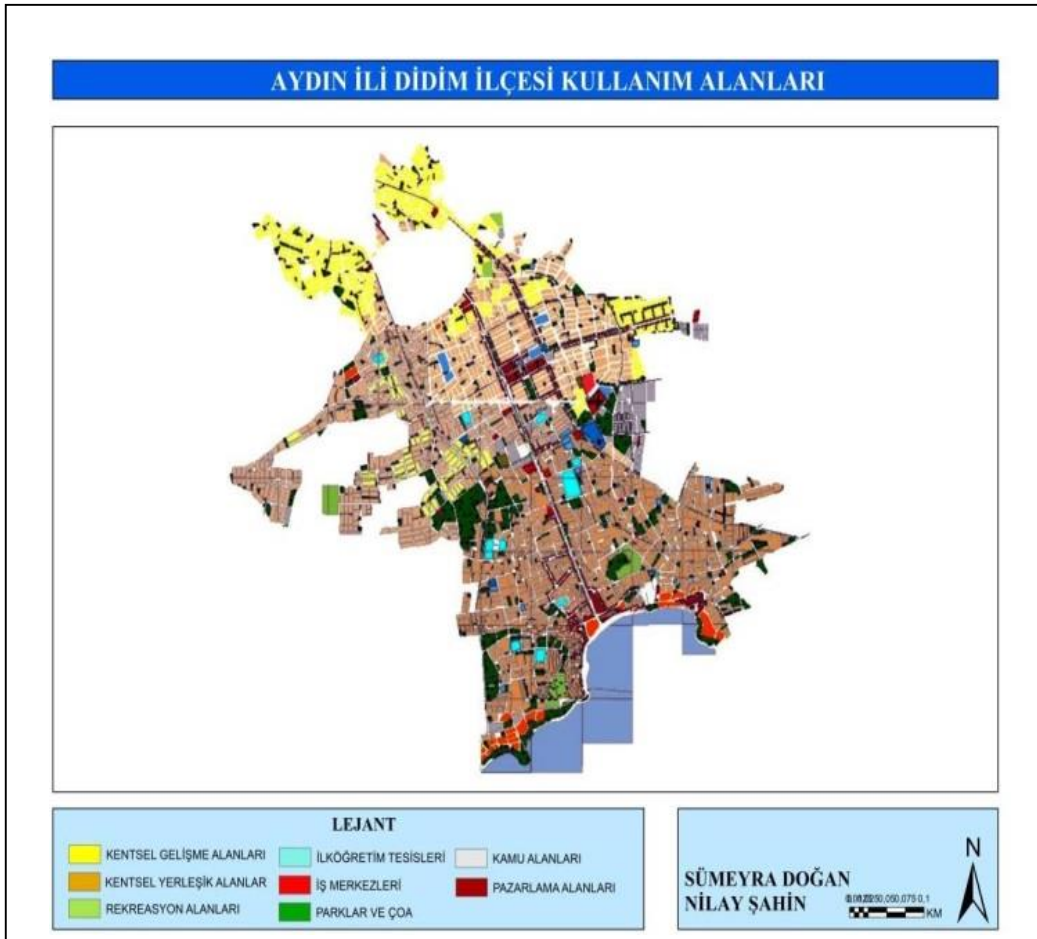 AYDIN İLİ DİDİM İLÇESİ KULLANIM ALANLARI
LEJANT
KENTSEL GELİŞME ALANLARI
KENTSEL YERLEŞİK ALANLAR
REKREASYON ALANLARI
İLKÖĞRETİM TESİSLERİ
İŞ MERKEZLERİ
PARKLAR VE ÇOA
KAMU ALANLARI
PAZARLAMA ALANLARI
SÜMEYRA DOĞAN
NİLAY ŞAHİN
N
KM